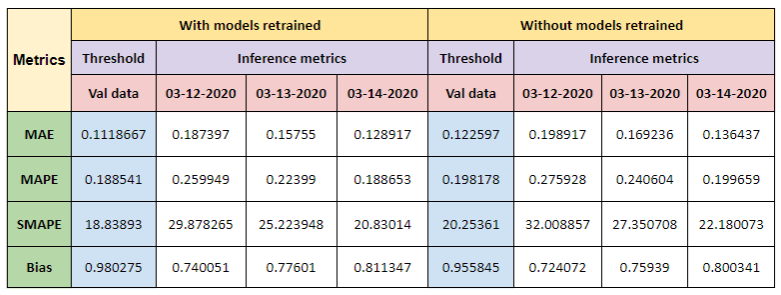 Metrics With models retrained Without models retrained
Threshold Inference metrics Threshold Inference metrics
Val data 03-12-2020 03-13-2020 03-14-2020 Val data 03-12-2020 03-13-2020 03-14-2020
MAE 0.1118667 0.187397 0.15755 0.128917 0.122597 0.198917 0.169236 0.136437
MAPE 0.188541 0.259949 0.22399 0.188653 0.198178 0.275928 0.240604 0.199659
SMAPE 18.83893 29.878265 25.223948 20.83014 20.25361 32.008857 27.350708 22.180073
Bias 0.980275 0.740051 0.77601 0.811347 0.955845 0.724072 0.75939 0.800341